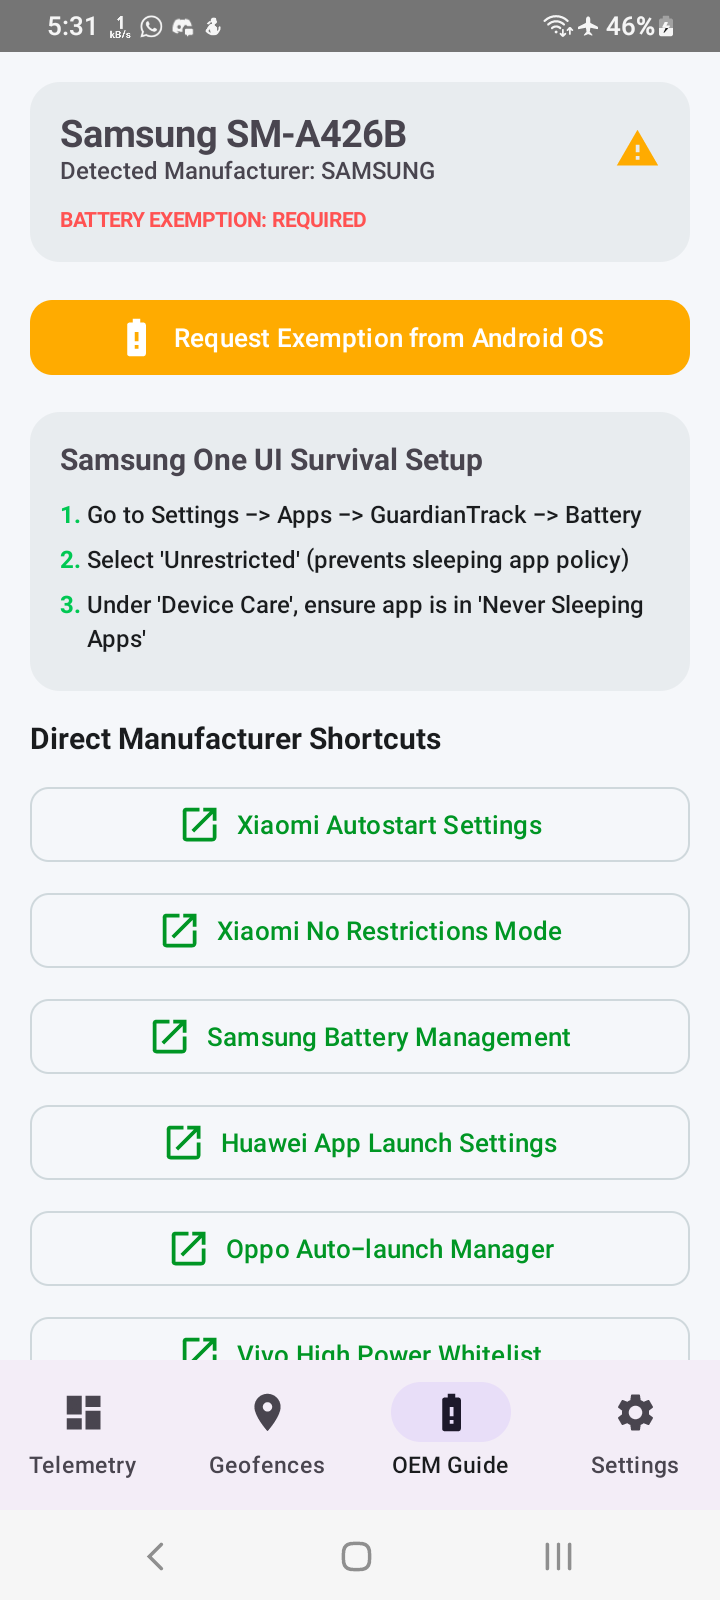 5:31 1 kB/s 46%
Samsung SM-A426B
Detected Manufacturer: SAMSUNG
BATTERY EXEMPTION: REQUIRED
Request Exemption from Android OS
Samsung One UI Survival Setup
1. Go to Settings -> Apps -> GuardianTrack -> Battery
2. Select 'Unrestricted' (prevents sleeping app policy)
3. Under 'Device Care', ensure app is in 'Never Sleeping
Apps'
Direct Manufacturer Shortcuts
Xiaomi Autostart Settings
Xiaomi No Restrictions Mode
Samsung Battery Management
Huawei App Launch Settings
Oppo Auto-launch Manager
Vivo High Power Whitelist
Telemetry Geofences OEM Guide Settings